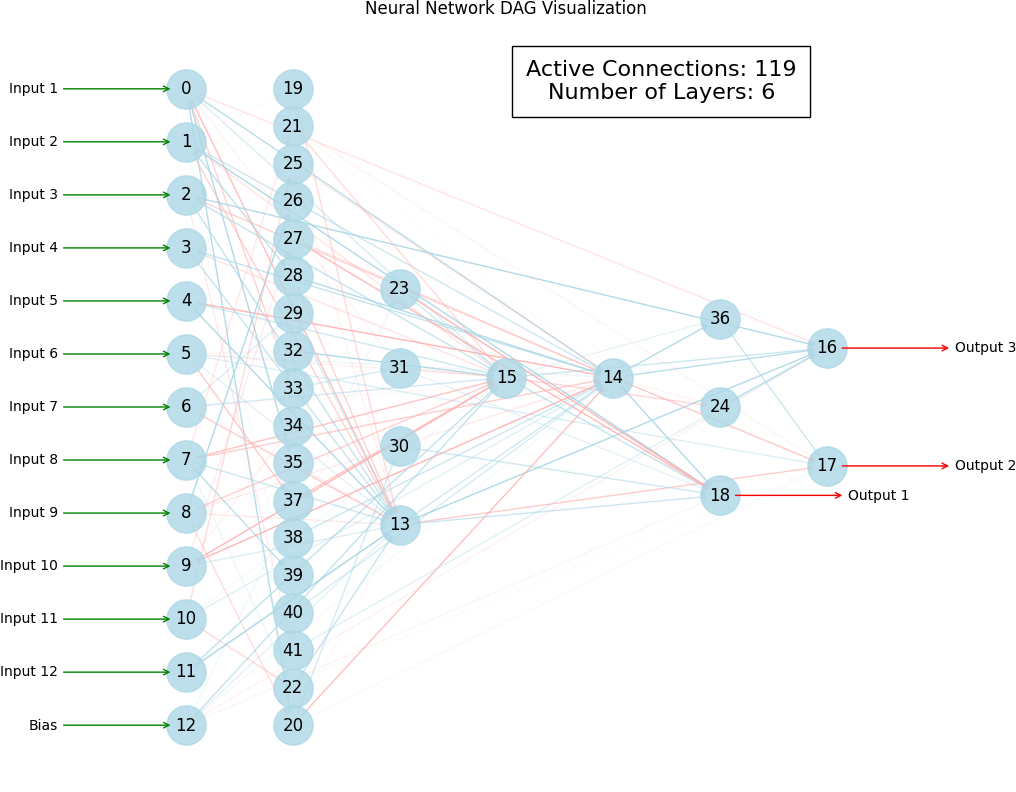 Neural Network DAG Visualization
Active Connections: 119
Number of Layers: 6
Input 1
Input 2
Input 3
Input 4
Input 5
Input 6
Input 7
Input 8
Input 9
Input 10
Input 11
Input 12
Bias
0
1
2
3
4
5
6
7
8
9
10
11
12
19
21
25
26
27
28
29
32
33
34
35
37
38
39
40
41
22
20
23
31
30
13
15
14
36
24
18
16
17
Output 3
Output 2
Output 1